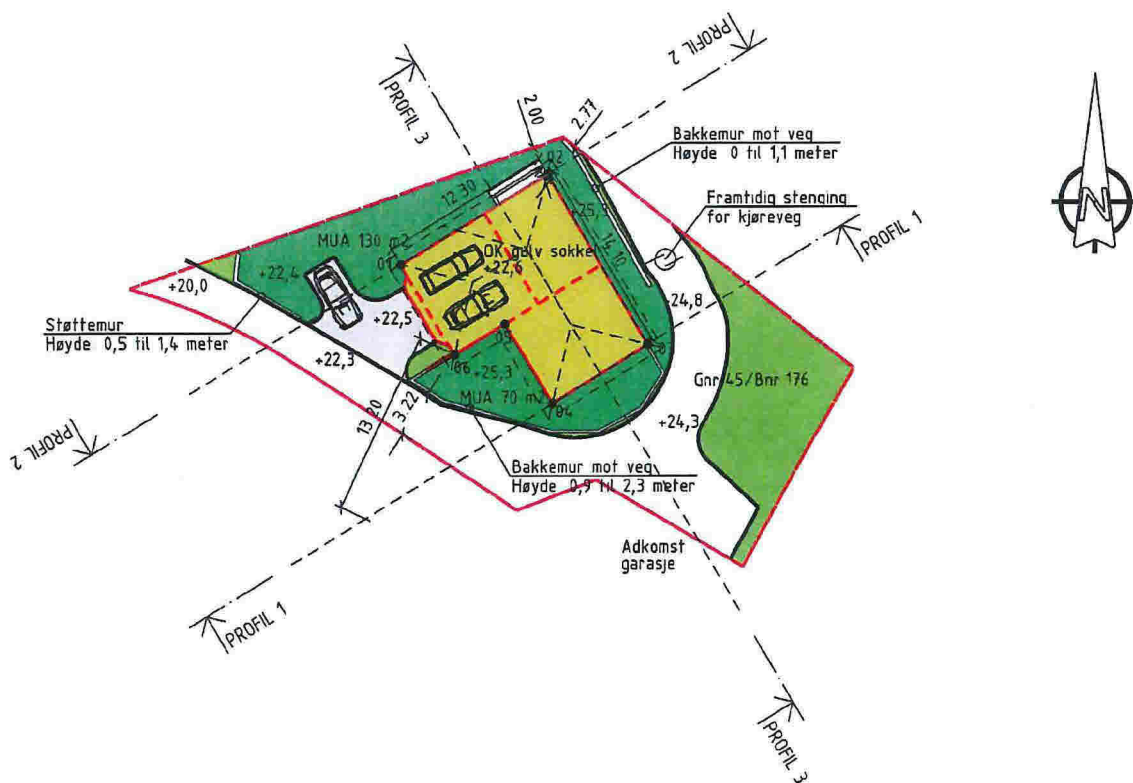 PROFIL 2
PROFIL 3
2.00
2.77
Bakkemur mot veg
Høyde 0 til 1,1 meter
02
N
Framtidig stenging
for kjøreveg
12.30
+25,3
PROFIL 1
MUA 130 m2
OK golv sokkel
14.10
+22,4
+22,6
+20,0
+24,8
Støttemur
Høyde 0,5 til 1,4 meter
+22,5
+22,3
05
06
+25,3
Gnr 45/Bnr 176
MUA 70 m2
04
13.20
3.22
+24,3
PROFIL 2
Bakkemur mot veg
Høyde 0,9 til 2,3 meter
Adkomst
garasje
PROFIL 1
PROFIL 3